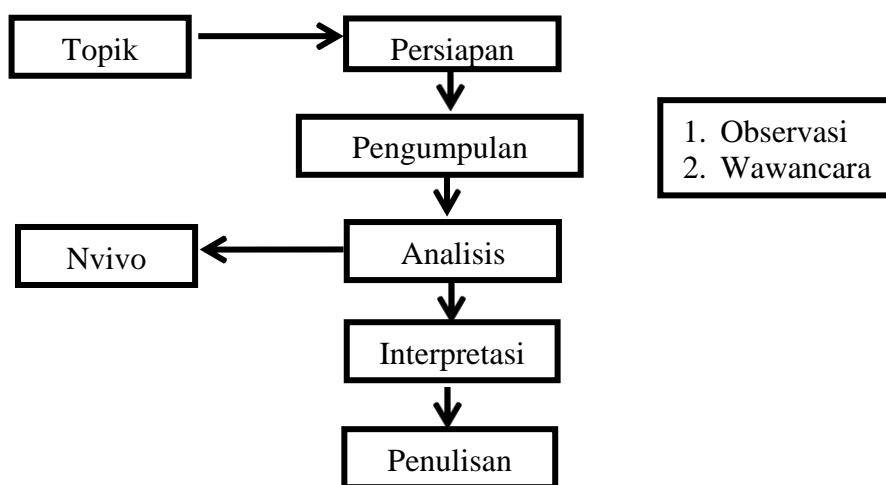 Topik
Persiapan
Pengumpulan
1. Observasi
2. Wawancara
Nvivo
Analisis
Interpretasi
Penulisan